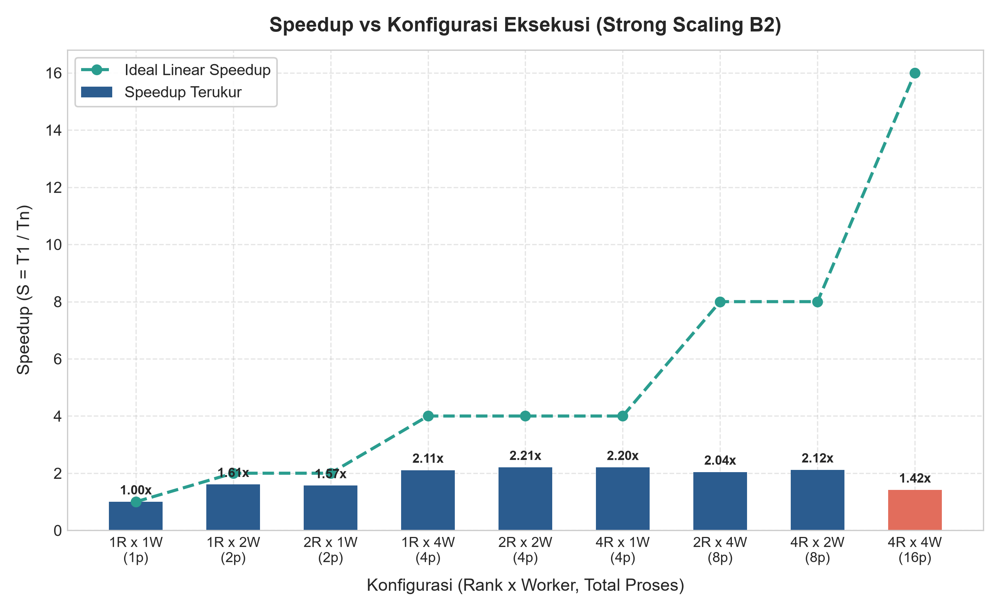 Speedup vs Konfigurasi Eksekusi (Strong Scaling B2)
Ideal Linear Speedup
Speedup Terukur
Speedup (S = T1 / Tn)
16
14
12
10
8
6
4
2
0
1.00x
1.61x
1.57x
2.11x
2.21x
2.20x
2.04x
2.12x
1.42x
1R x 1W
(1p)
1R x 2W
(2p)
2R x 1W
(2p)
1R x 4W
(4p)
2R x 2W
(4p)
4R x 1W
(4p)
2R x 4W
(8p)
4R x 2W
(8p)
4R x 4W
(16p)
Konfigurasi (Rank x Worker, Total Proses)